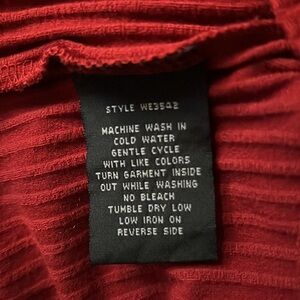 STYLE WE3542
MACHINE WASH IN
COLD WATER
GENTLE CYCLE
WITH LIKE COLORS
TURN GARMENT INSIDE
OUT WHILE WASHING
NO BLEACH
TUMBLE DRY LOW
LOW IRON ON
REVERSE SIDE